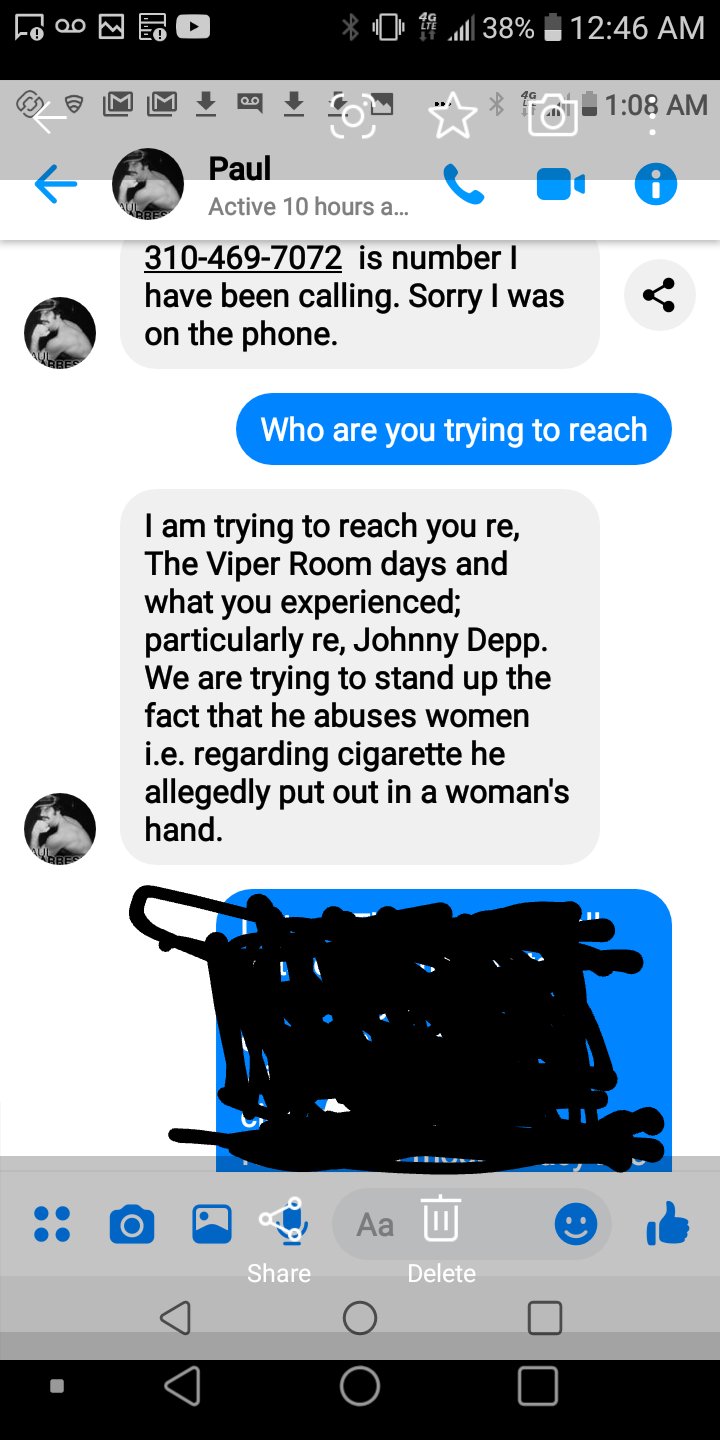 38% 12:46 AM
1:08 AM
Paul
Active 10 hours a...
310-469-7072 is number I
have been calling. Sorry I was
on the phone.
Who are you trying to reach
I am trying to reach you re,
The Viper Room days and
what you experienced;
particularly re, Johnny Depp.
We are trying to stand up the
fact that he abuses women
i.e. regarding cigarette he
allegedly put out in a woman's
hand.
Aa
Share Delete